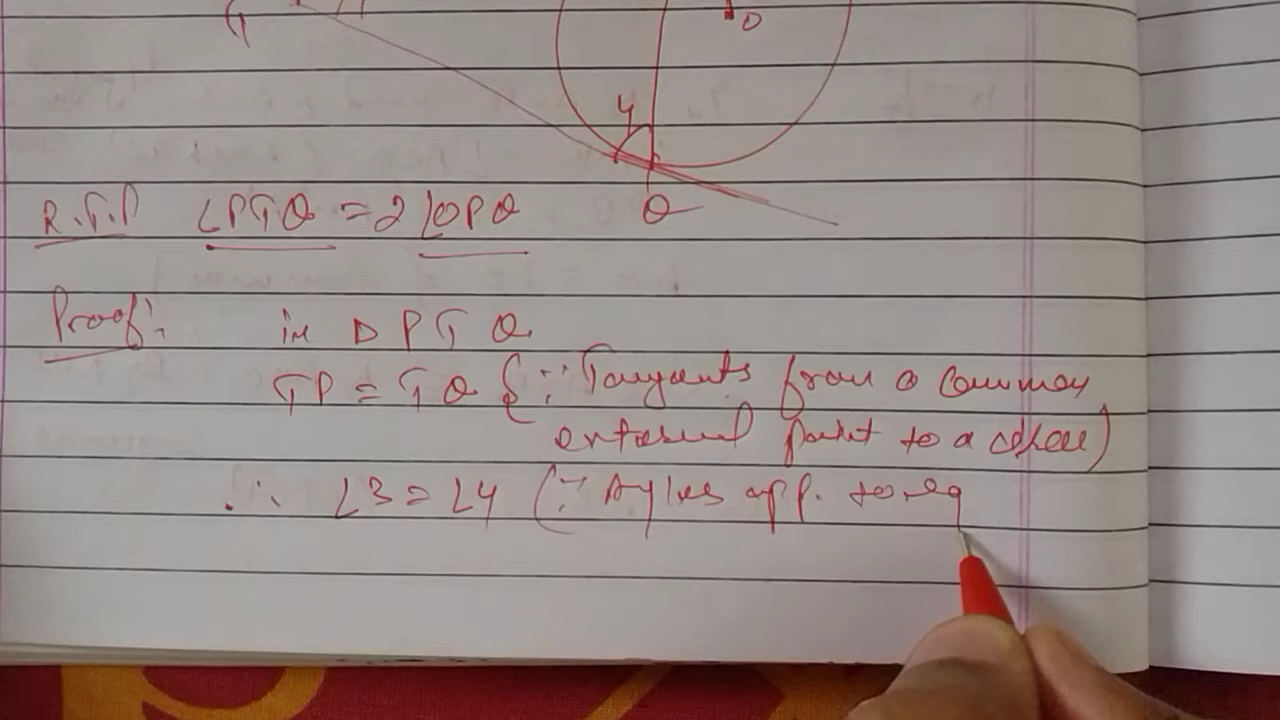 T
O
4
Q
R.T.P ∠PTQ = 2∠OPQ
Proof: in Δ PTQ
TP = TQ {∵ Tangents from a common
external point to a circle)
∴ ∠3 = ∠4 (∵ Angles opp. to eq